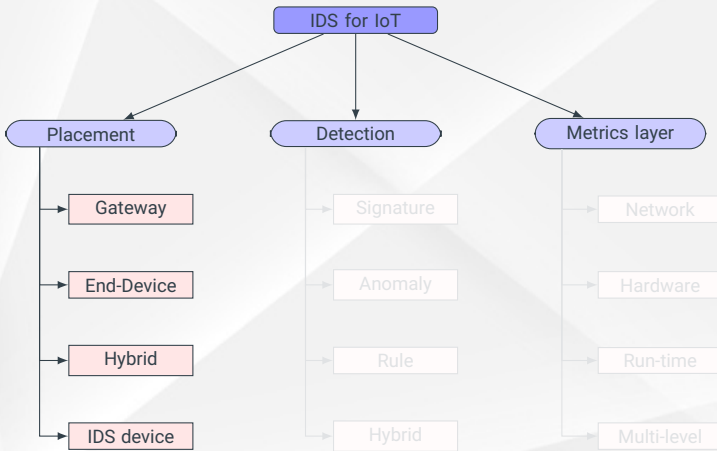 IDS for IoT
Placement
Detection
Metrics layer
Gateway
Signature
Network
End-Device
Anomaly
Hardware
Hybrid
Rule
Run-time
IDS device
Hybrid
Multi-level